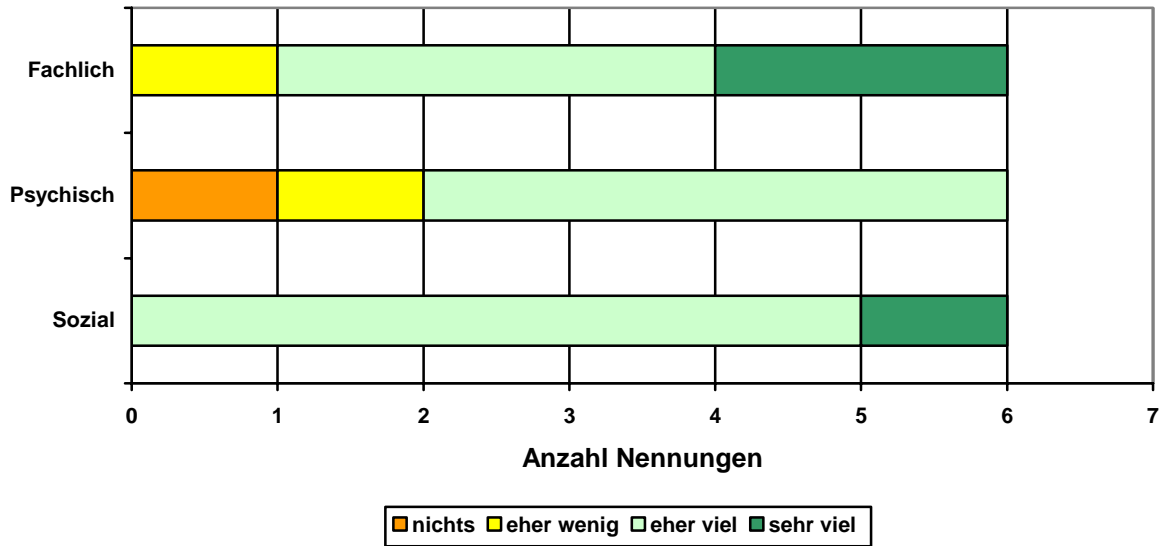 Fachlich
Psychisch
Sozial
0 1 2 3 4 5 6 7
Anzahl Nennungen
nichts eher wenig eher viel sehr viel